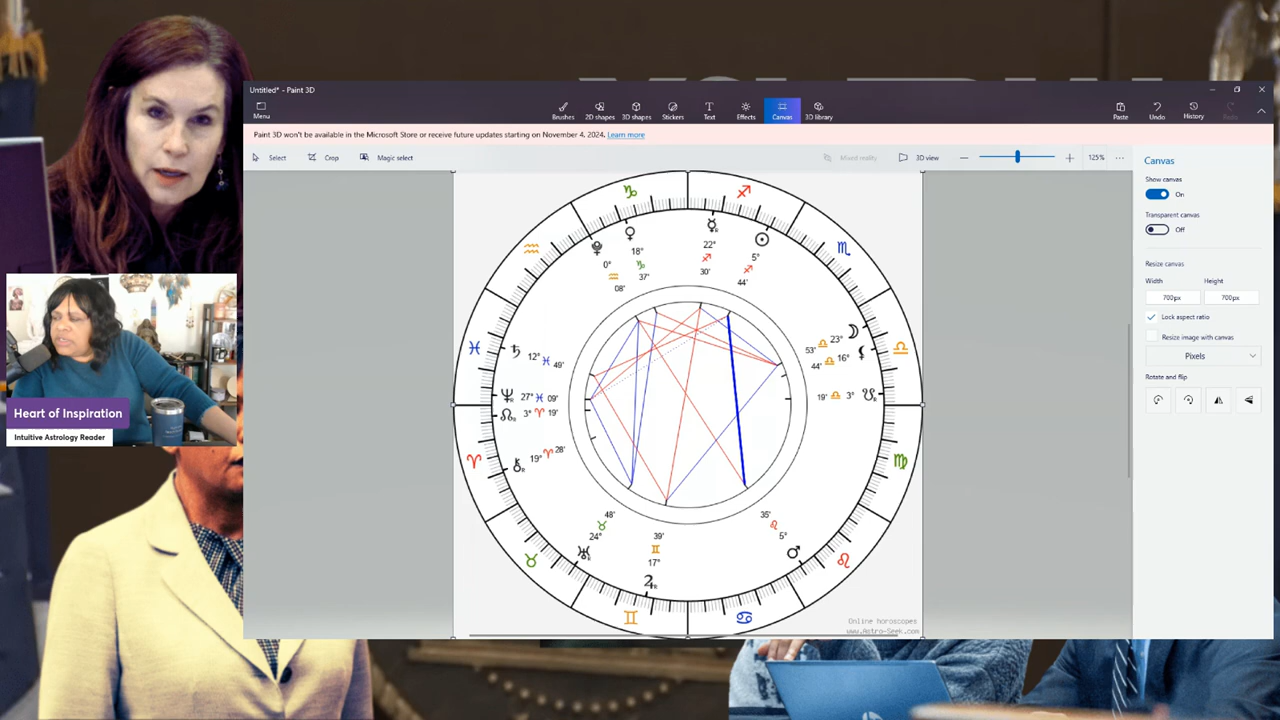 Untitled* - Paint 3D
Menu
Brushes
2D shapes
3D shapes
Stickers
Text
Effects
Canvas
3D library
Paste
Undo
History
Redo
Paint 3D won't be available in the Microsoft Store or receive future updates starting on November 4, 2024. Learn more
Select
Crop
Magic select
Mixed reality
3D view
125%
Canvas
Show canvas
On
Transparent canvas
Off
Resize canvas
Width
Height
700px
700px
Lock aspect ratio
Resize image with canvas
Pixels
Rotate and flip
18°
37'
0°
08'
22°
30'
5°
44'
12° 49'
27° 09'
3° 19'
19° 28'
53' 23°
44' 16°
19' 3°
48'
24°
39'
17°
35'
5°
R
Online horoscopes
www.Astro-Seek.com
Heart of Inspiration
Intuitive Astrology Reader